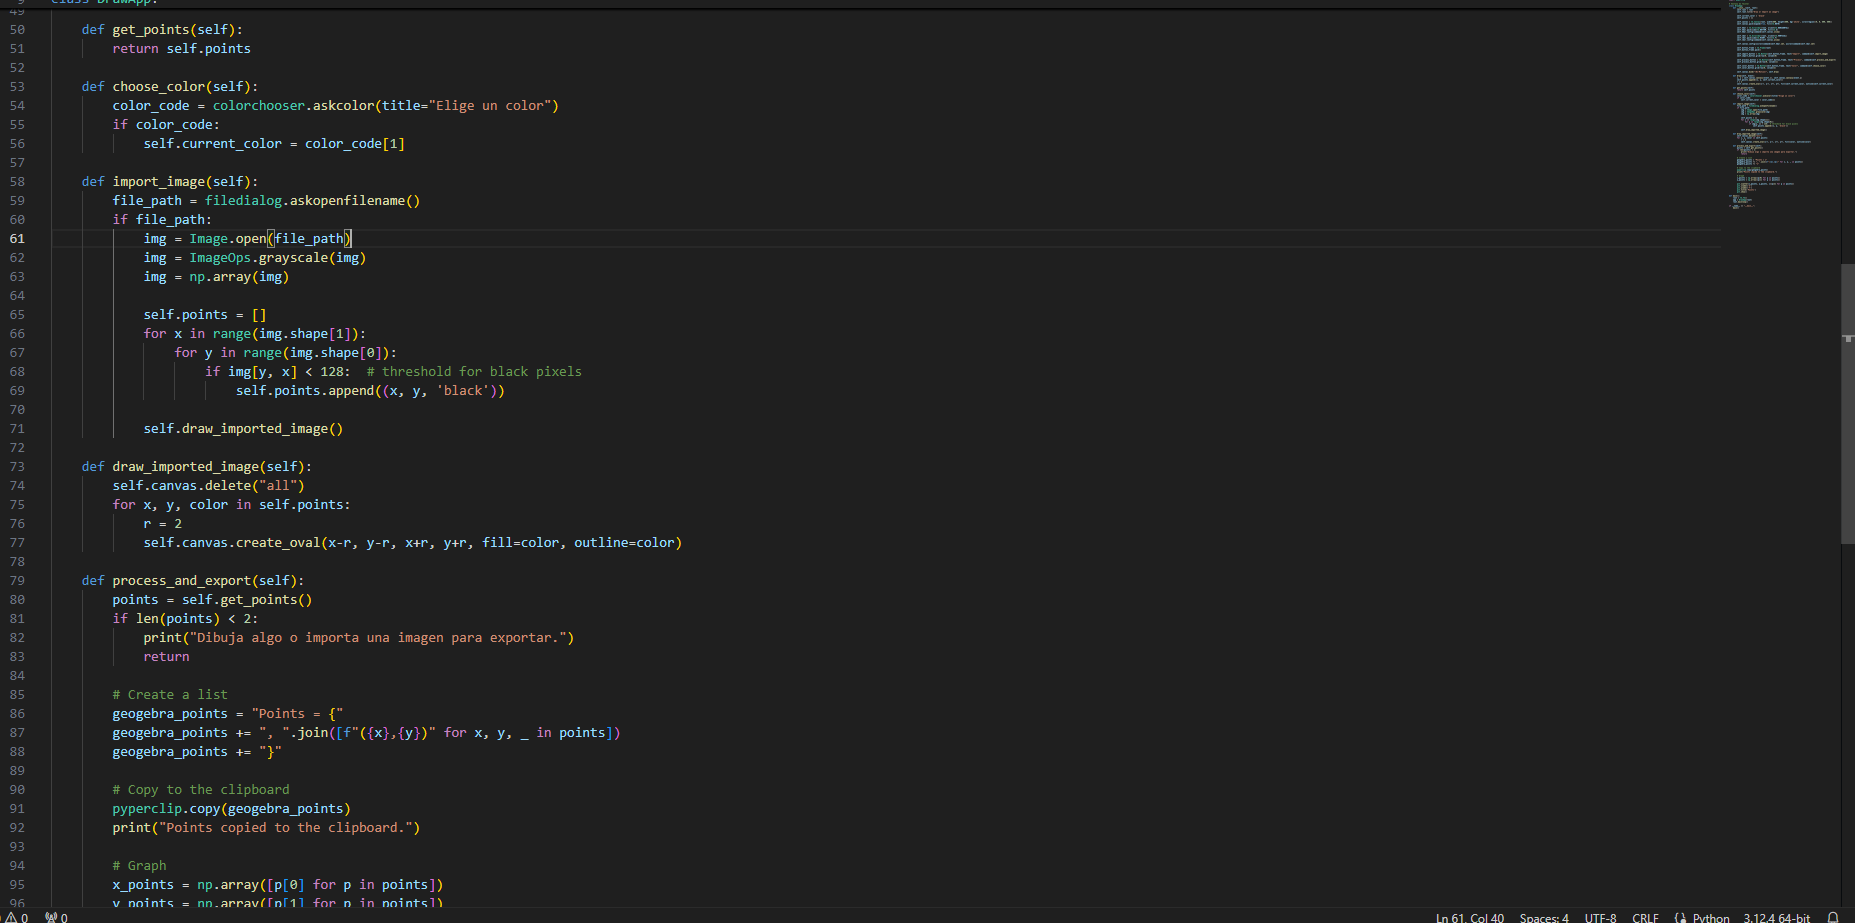 class DrawApp:
49
50 def get_points(self):
51 return self.points
52
53 def choose_color(self):
54 color_code = colorchooser.askcolor(title="Elige un color")
55 if color_code:
56 self.current_color = color_code[1]
57
58 def import_image(self):
59 file_path = filedialog.askopenfilename()
60 if file_path:
61 img = Image.open(file_path)
62 img = ImageOps.grayscale(img)
63 img = np.array(img)
64
65 self.points = []
66 for x in range(img.shape[1]):
67 for y in range(img.shape[0]):
68 if img[y, x] < 128:  # threshold for black pixels
69 self.points.append((x, y, 'black'))
70
71 self.draw_imported_image()
72
73 def draw_imported_image(self):
74 self.canvas.delete("all")
75 for x, y, color in self.points:
76 r = 2
77 self.canvas.create_oval(x-r, y-r, x+r, y+r, fill=color, outline=color)
78
79 def process_and_export(self):
80 points = self.get_points()
81 if len(points) < 2:
82 print("Dibuja algo o importa una imagen para exportar.")
83 return
84
85 # Create a list
86 geogebra_points = "Points = {"
87 geogebra_points += ", ".join([f"({x},{y})" for x, y, _ in points])
88 geogebra_points += "}"
89
90 # Copy to the clipboard
91 pyperclip.copy(geogebra_points)
92 print("Points copied to the clipboard.")
93
94 # Graph
95 x_points = np.array([p[0] for p in points])
96 y_points = np.array([p[1] for p in points])
0 0 Ln 61, Col 40 Spaces: 4 UTF-8 CRLF Python 3.12.4 64-bit